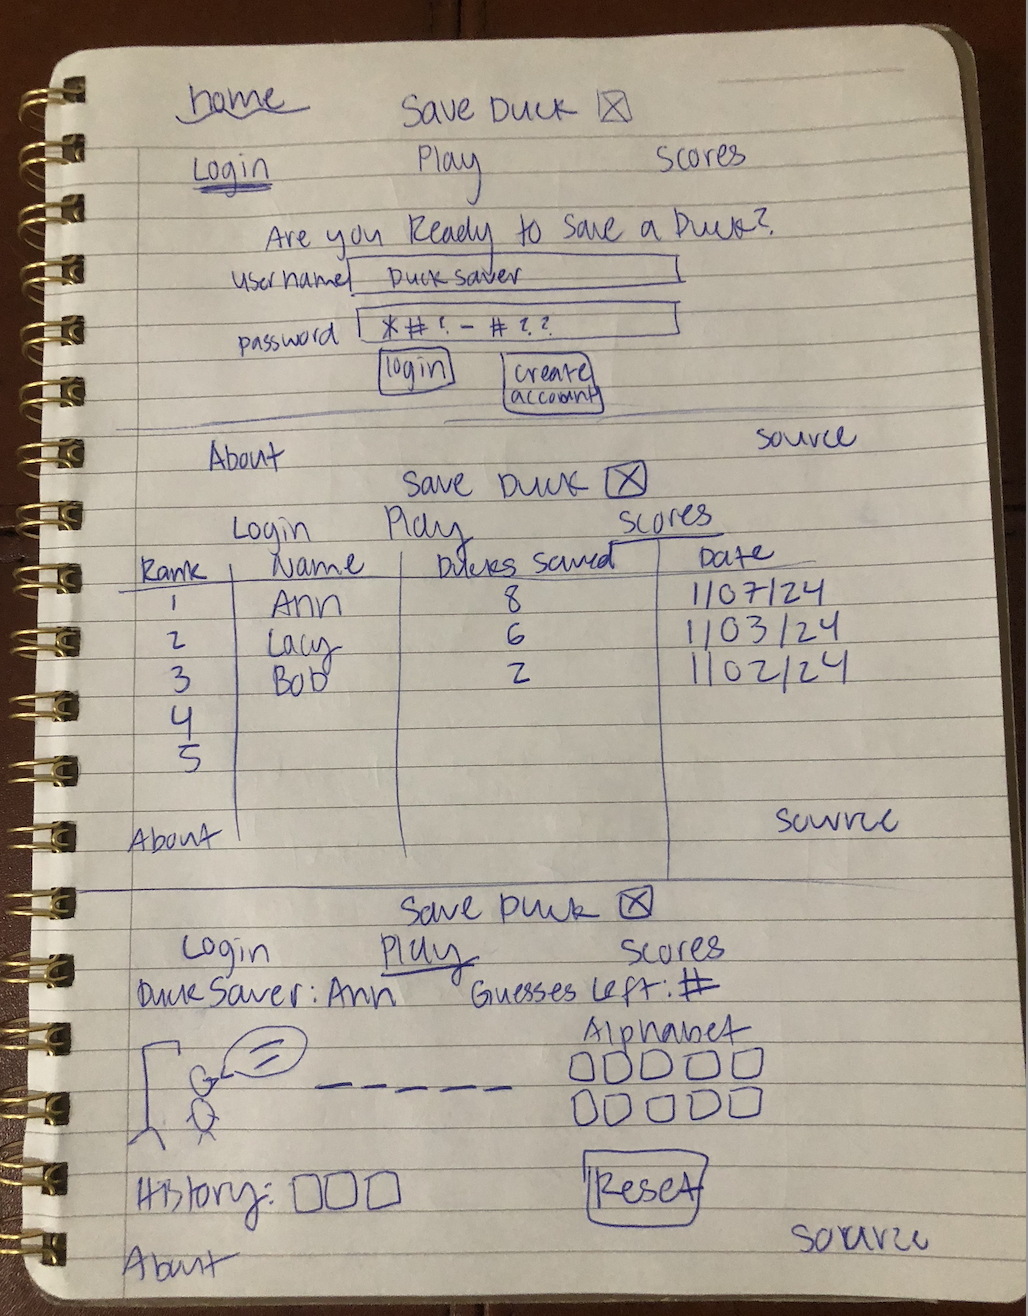 home
Save Duck
Login Play Scores
Are you Ready to Save a Duck?
username Duck saver
password *#?-#??
login create account
About Source
Save Duck
Login Play Scores
Rank Name Ducks Saved Date
1 Ann 8 1/07/24
2 Lacy 6 1/03/24
3 Bob 2 1/02/24
4
5
About Source
Save Duck
Login Play Scores
Duck Saver: Ann Guesses Left: #
Alphabet
History: Reset
About Source